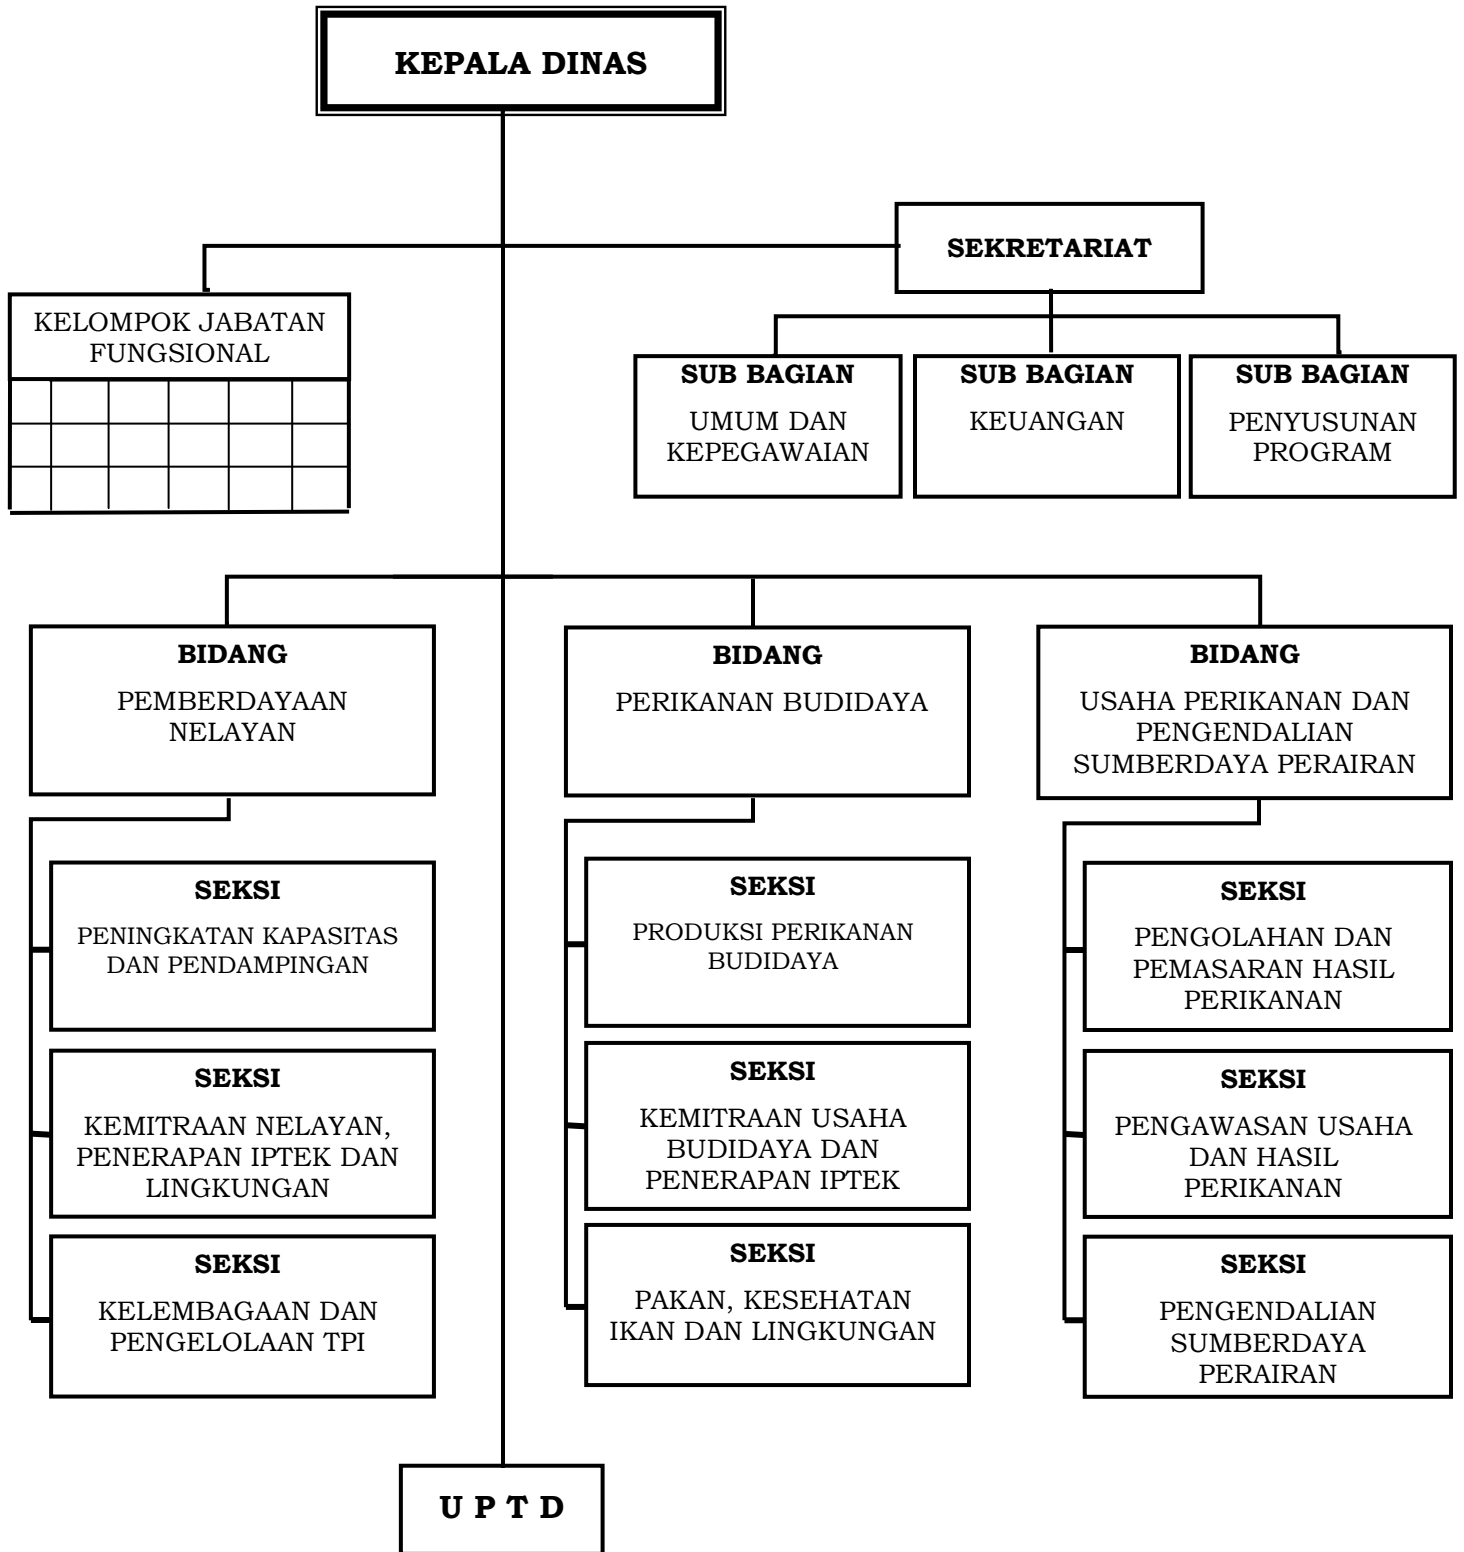 KEPALA DINAS
SEKRETARIAT
KELOMPOK JABATAN
FUNGSIONAL
SUB BAGIAN
UMUM DAN
KEPEGAWAIAN
SUB BAGIAN
KEUANGAN
SUB BAGIAN
PENYUSUNAN
PROGRAM
BIDANG
PEMBERDAYAAN
NELAYAN
BIDANG
PERIKANAN BUDIDAYA
BIDANG
USAHA PERIKANAN DAN
PENGENDALIAN
SUMBERDAYA PERAIRAN
SEKSI
PENINGKATAN KAPASITAS
DAN PENDAMPINGAN
SEKSI
KEMITRAAN NELAYAN,
PENERAPAN IPTEK DAN
LINGKUNGAN
SEKSI
KELEMBAGAAN DAN
PENGELOLAAN TPI
SEKSI
PRODUKSI PERIKANAN
BUDIDAYA
SEKSI
KEMITRAAN USAHA
BUDIDAYA DAN
PENERAPAN IPTEK
SEKSI
PAKAN, KESEHATAN
IKAN DAN LINGKUNGAN
SEKSI
PENGOLAHAN DAN
PEMASARAN HASIL
PERIKANAN
SEKSI
PENGAWASAN USAHA
DAN HASIL
PERIKANAN
SEKSI
PENGENDALIAN
SUMBERDAYA
PERAIRAN
U P T D